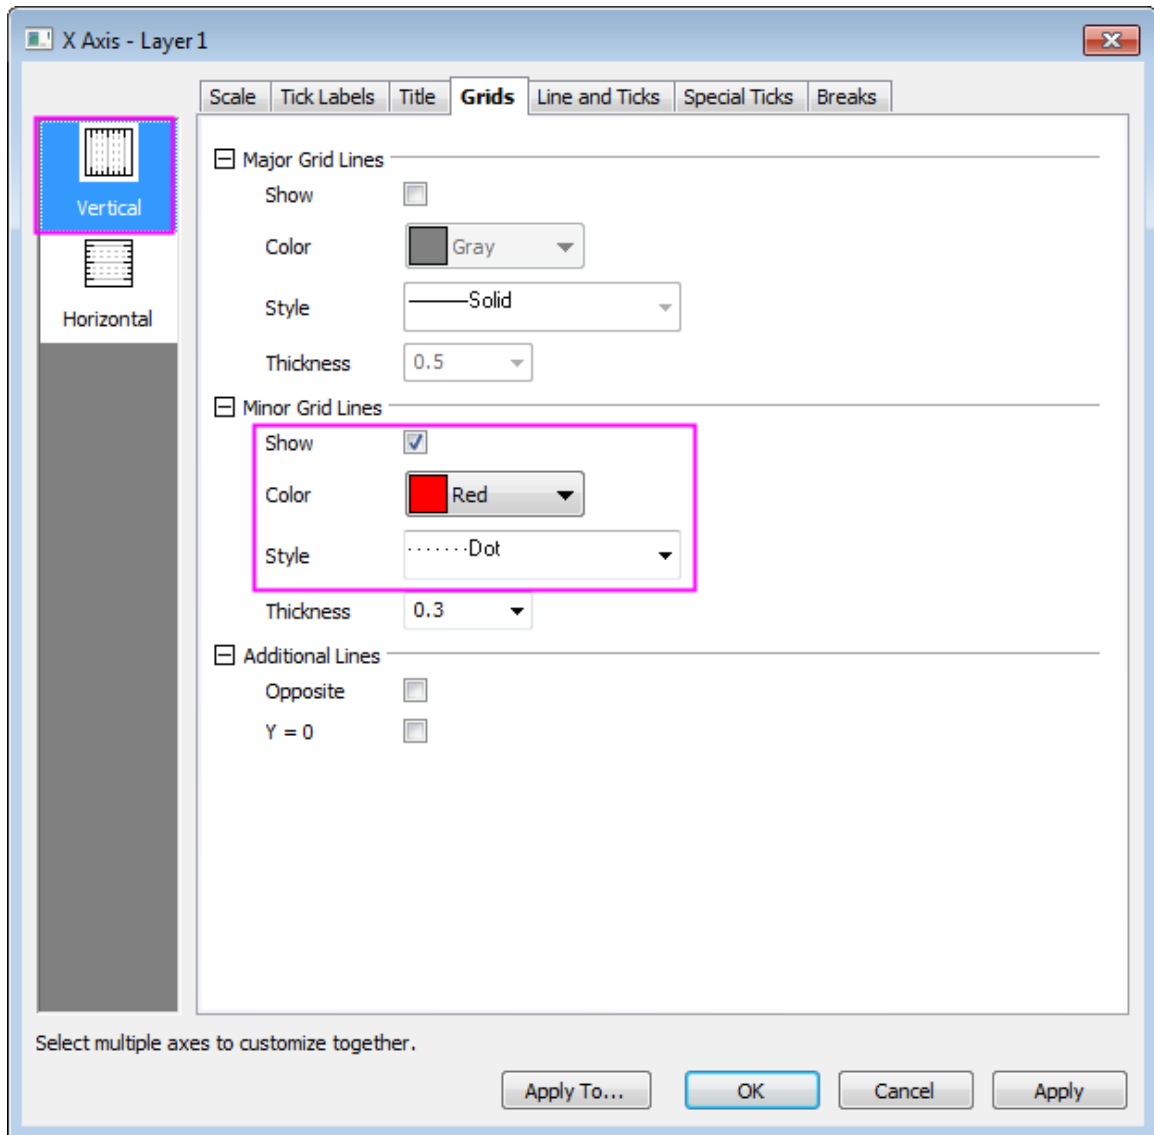 X Axis - Layer 1
Scale Tick Labels Title Grids Line and Ticks Special Ticks Breaks
Vertical
Horizontal
Major Grid Lines
Show
Color Gray
Style Solid
Thickness 0.5
Minor Grid Lines
Show
Color Red
Style Dot
Thickness 0.3
Additional Lines
Opposite
Y = 0
Select multiple axes to customize together.
Apply To... OK Cancel Apply